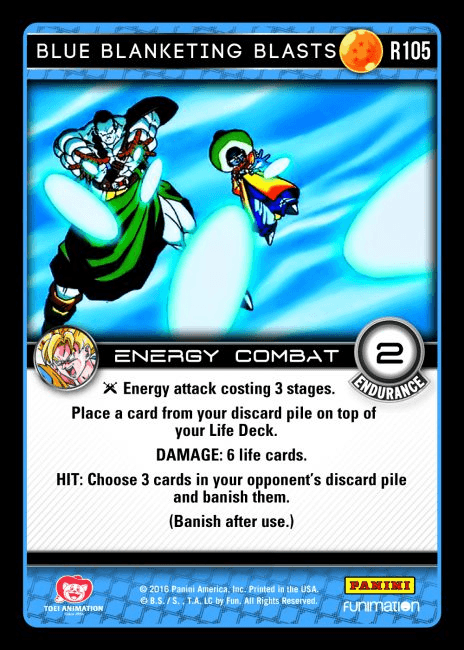 BLUE BLANKETING BLASTS R105
ENERGY COMBAT 2
ENDURANCE
Energy attack costing 3 stages.
Place a card from your discard pile on top of
your Life Deck.
DAMAGE: 6 life cards.
HIT: Choose 3 cards in your opponent's discard pile
and banish them.
(Banish after use.)
TOEI ANIMATION
© 2016 Panini America, Inc. Printed in the USA.
© B.S. / S. , T.A. LC by Fun. All Rights Reserved.
PANINI
FUNIMATION